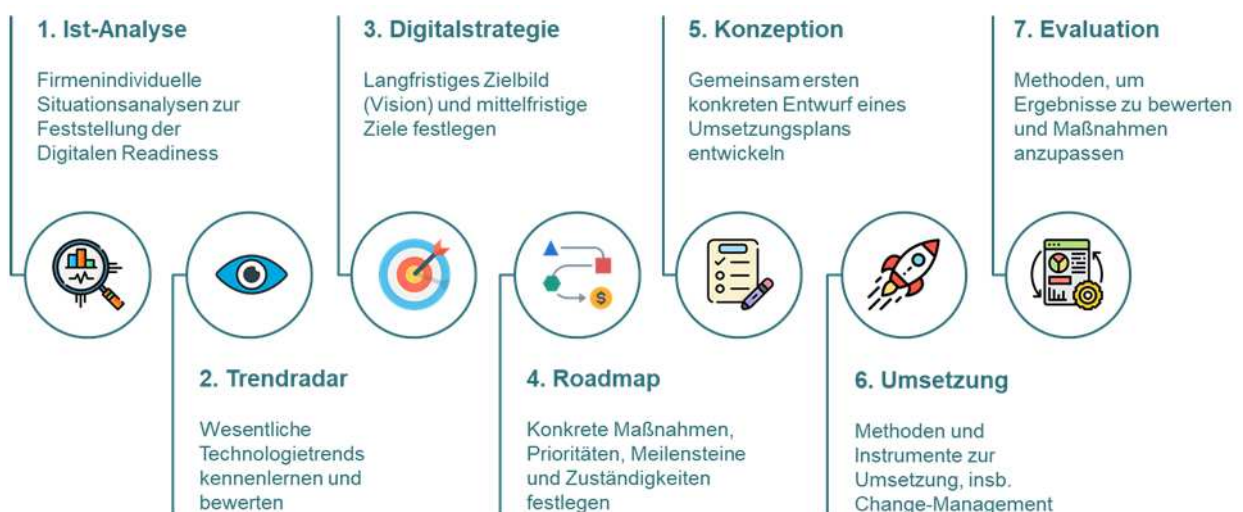 1. Ist-Analyse
Firmenindividuelle
Situationsanalysen zur
Feststellung der
Digitalen Readiness
2. Trendradar
Wesentliche
Technologietrends
kennenlernen und
bewerten
3. Digitalstrategie
Langfristiges Zielbild
(Vision) und mittelfristige
Ziele festlegen
4. Roadmap
Konkrete Maßnahmen,
Prioritäten, Meilensteine
und Zuständigkeiten
festlegen
5. Konzeption
Gemeinsam ersten
konkreten Entwurf eines
Umsetzungsplans
entwickeln
6. Umsetzung
Methoden und
Instrumente zur
Umsetzung, insb.
Change-Management
7. Evaluation
Methoden, um
Ergebnisse zu bewerten
und Maßnahmen
anzupassen